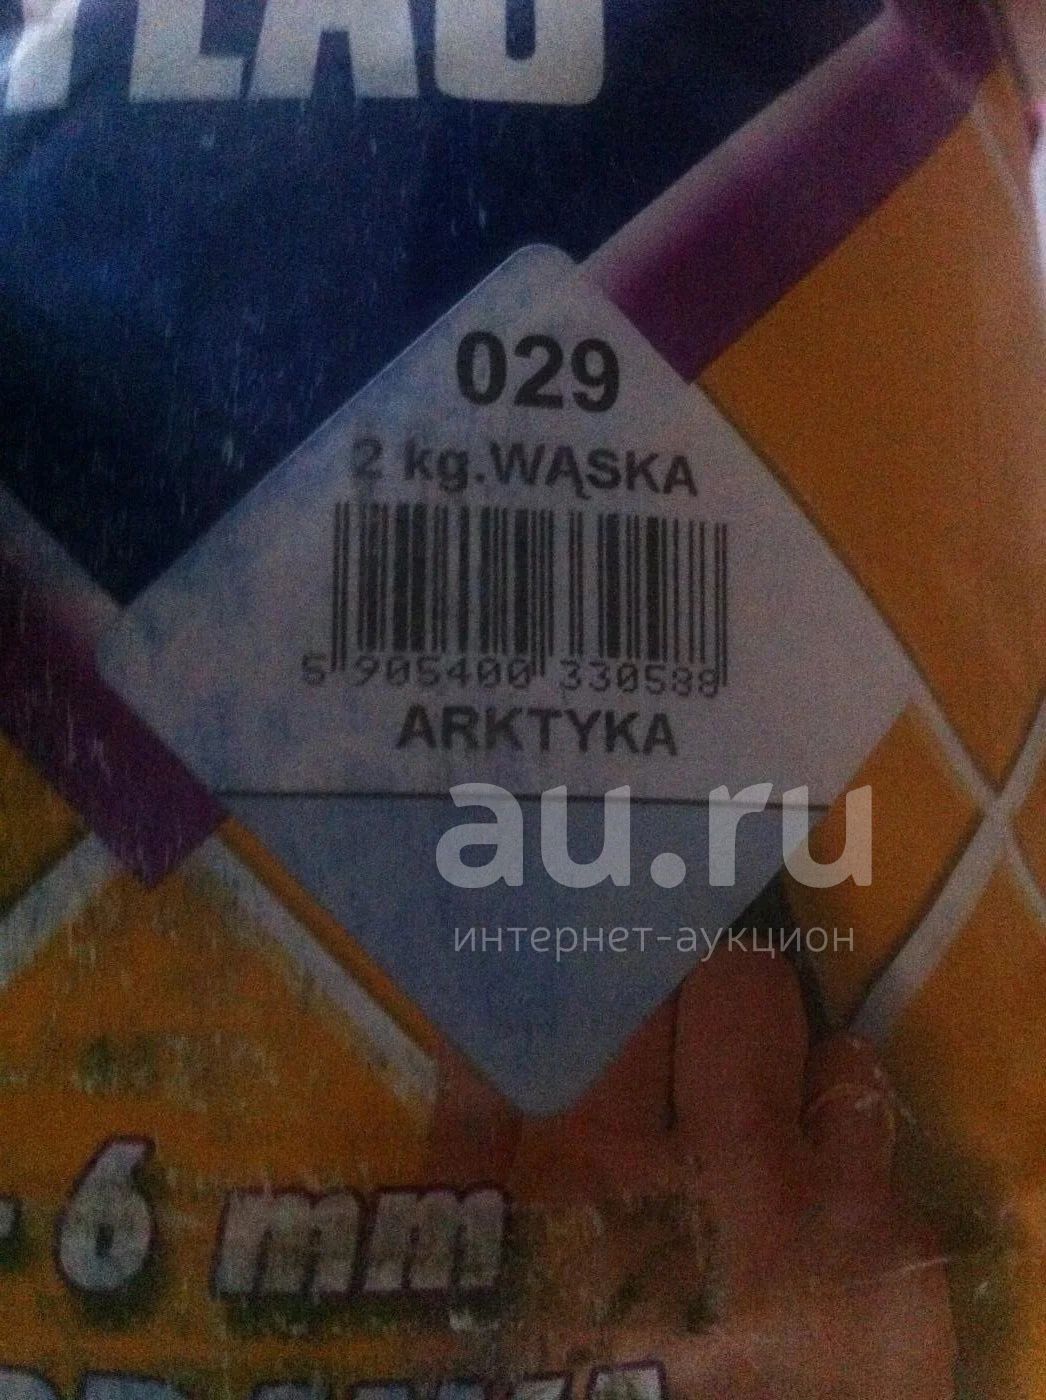 029
2 kg.WĄSKA
5 905400 330588
ARKTYKA
au.ru
интернет-аукцион
6 mm